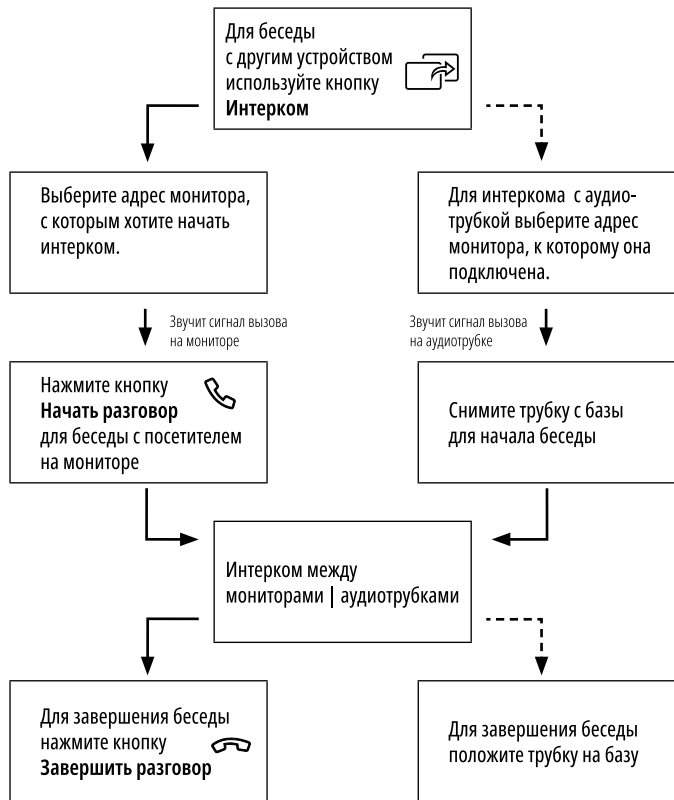 Для беседы
с другим устройством
используйте кнопку
Интерком
Выберите адрес монитора,
с которым хотите начать
интерком.
Для интеркома с аудио-
трубкой выберите адрес
монитора, к которому она
подключена.
Звучит сигнал вызова
на мониторе
Звучит сигнал вызова
на аудиотрубке
Нажмите кнопку
Начать разговор
для беседы с посетителем
на мониторе
Снимите трубку с базы
для начала беседы
Интерком между
мониторами | аудиотрубками
Для завершения беседы
нажмите кнопку
Завершить разговор
Для завершения беседы
положите трубку на базу